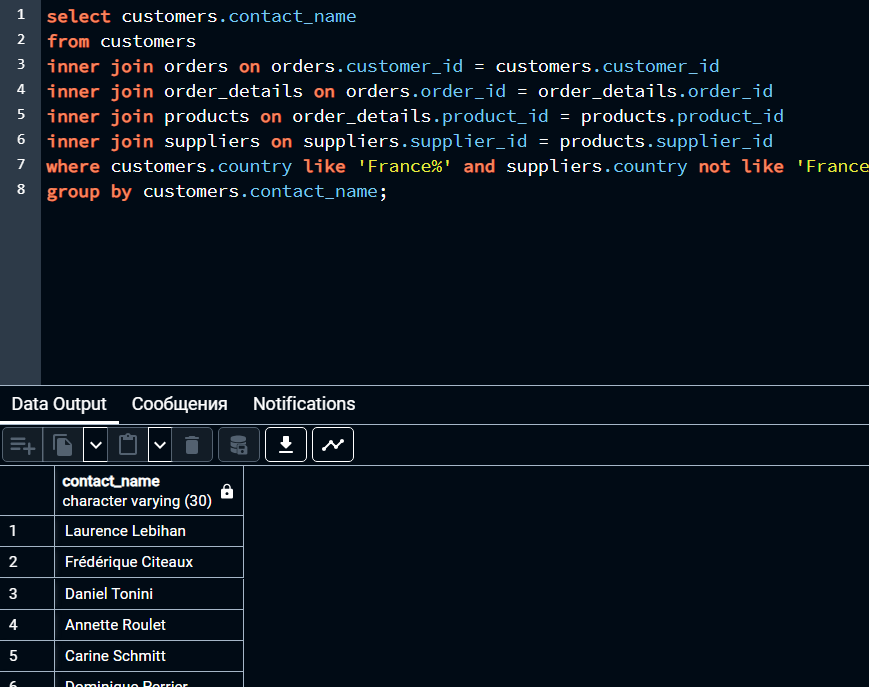 1 select customers.contact_name
2 from customers
3 inner join orders on orders.customer_id = customers.customer_id
4 inner join order_details on orders.order_id = order_details.order_id
5 inner join products on order_details.product_id = products.product_id
6 inner join suppliers on suppliers.supplier_id = products.supplier_id
7 where customers.country like 'France%' and suppliers.country not like 'France
8 group by customers.contact_name;
Data Output Сообщения Notifications
contact_name
character varying (30)
1 Laurence Lebihan
2 Frédérique Citeaux
3 Daniel Tonini
4 Annette Roulet
5 Carine Schmitt
6 Dominique Perrier